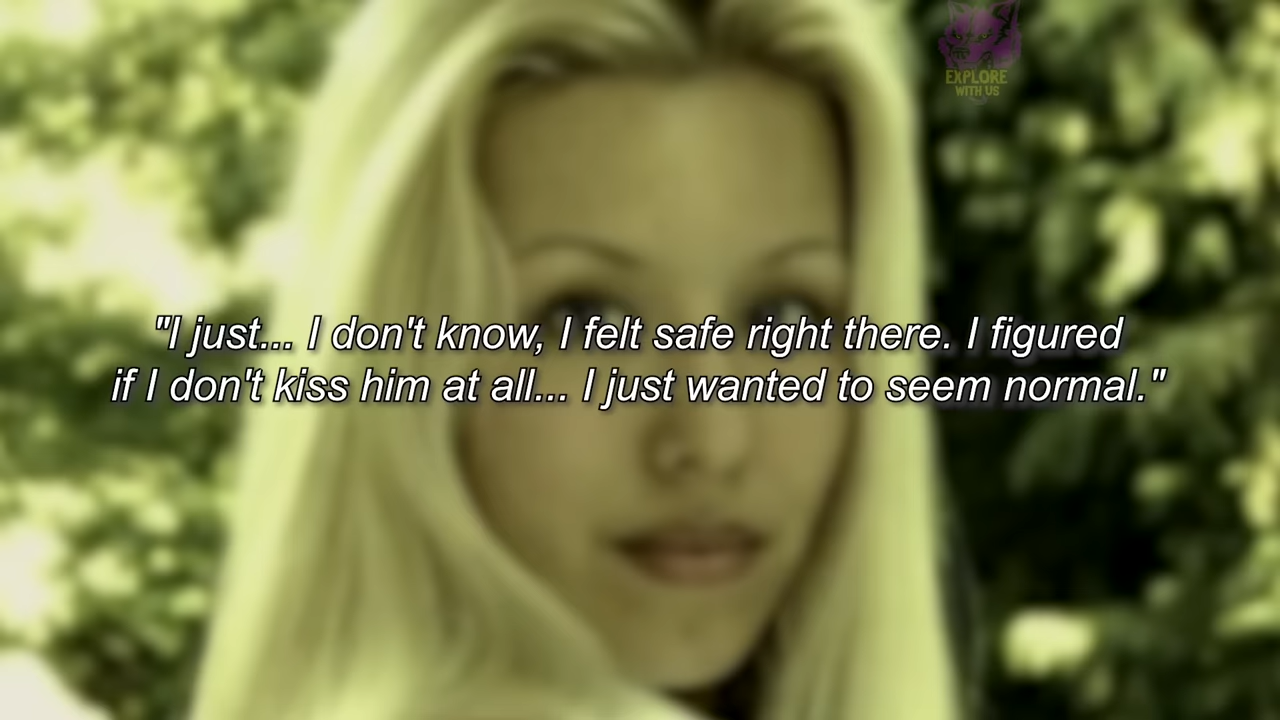 EXPLORE
WITH US
"I just... I don't know, I felt safe right there. I figured
if I don't kiss him at all... I just wanted to seem normal."